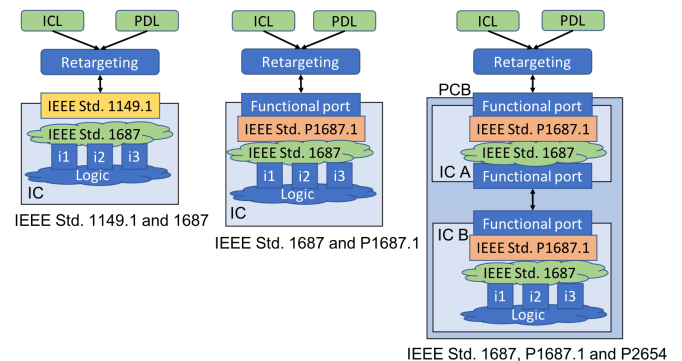 ICL
PDL
Retargeting
IEEE Std. 1149.1
IEEE Std. 1687
i1
i2
i3
Logic
IC
IEEE Std. 1149.1 and 1687
ICL
PDL
Retargeting
Functional port
IEEE Std. P1687.1
IEEE Std. 1687
i1
i2
i3
Logic
IC
IEEE Std. 1687 and P1687.1
ICL
PDL
Retargeting
PCB
Functional port
IEEE Std. P1687.1
IEEE Std. 1687
IC A
Functional port
Functional port
IC B
IEEE Std. P1687.1
IEEE Std. 1687
i1
i2
i3
Logic
IEEE Std. 1687, P1687.1 and P2654